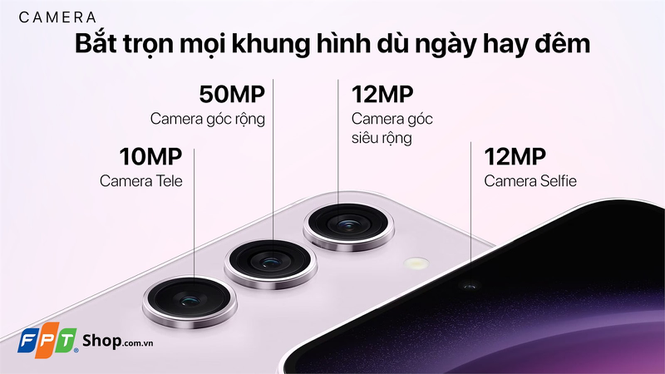 CAMERA
Bắt trọn mọi khung hình dù ngày hay đêm
50MP
Camera góc rộng
12MP
Camera góc
siêu rộng
10MP
Camera Tele
12MP
Camera Selfie
FPT Shop.com.vn